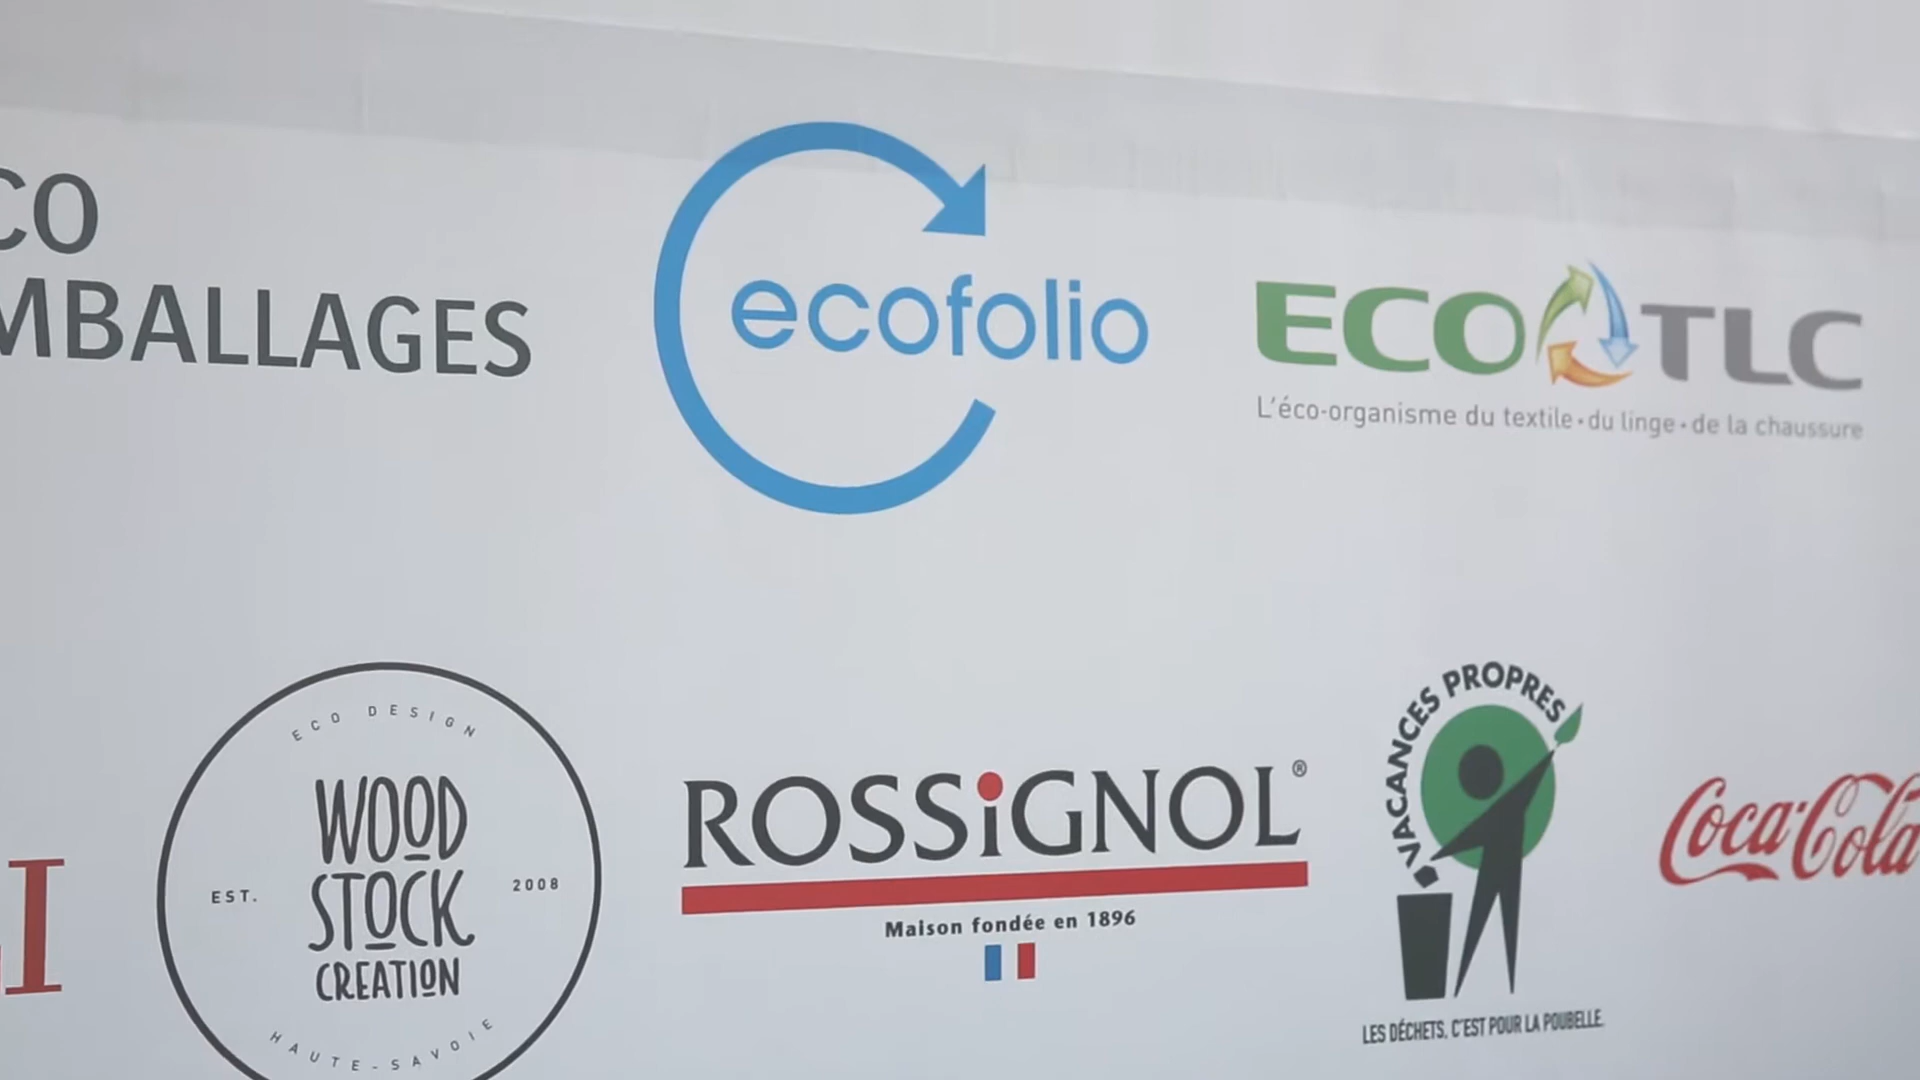 CO
MBALLAGES
ecofolio
ECO TLC
L'éco-organisme du textile · du linge · de la chaussure
I
ECO DESIGN
WOOD
STOCK
CREATION
EST.
2008
HAUTE-SAVOIE
ROSSiGNOL®
Maison fondée en 1896
VACANCES PROPRES
LES DÉCHETS, C'EST POUR LA POUBELLE.
Coca-Cola